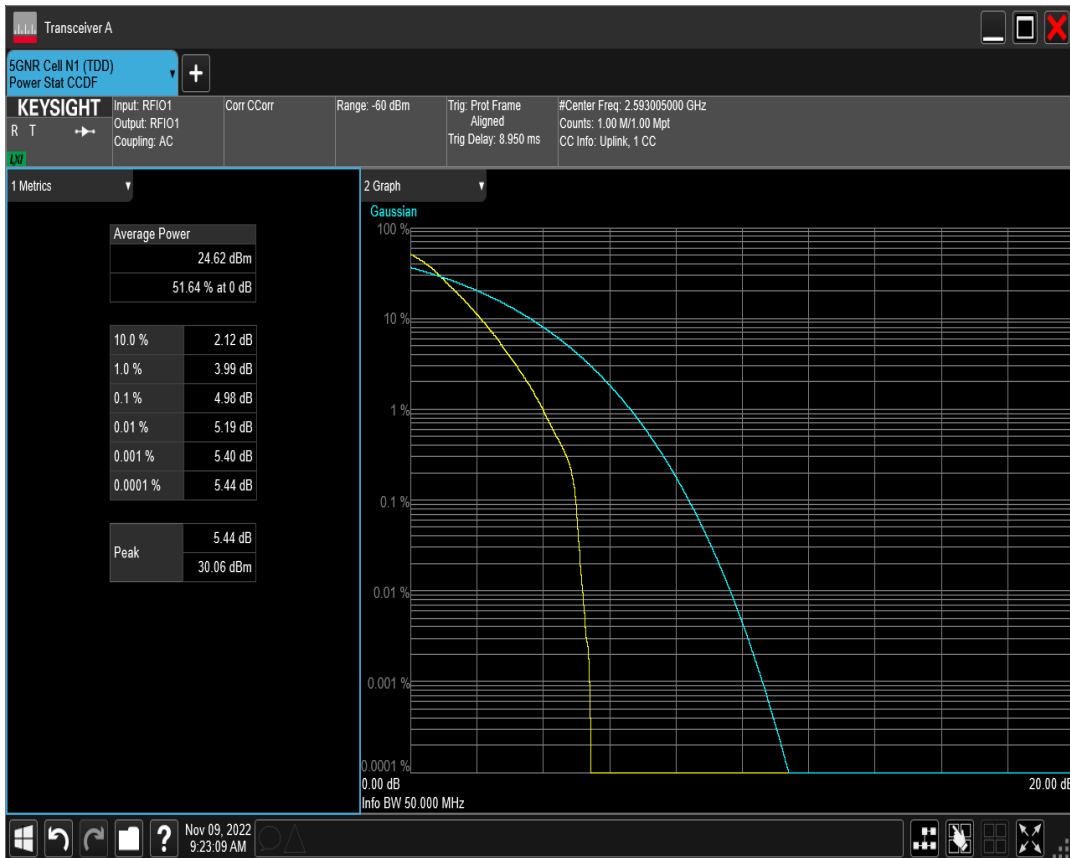 Transceiver A
5GNR Cell N1 (TDD)
Power Stat CCDF
+
KEYSIGHT
R T
LXI
Input: RFIO1
Output: RFIO1
Coupling: AC
Corr CCorr
Range: -60 dBm
Trig: Prot Frame
Aligned
Trig Delay: 8.950 ms
#Center Freq: 2.593005000 GHz
Counts: 1.00 M/1.00 Mpt
CC Info: Uplink, 1 CC
1 Metrics
Average Power
24.62 dBm
51.64 % at 0 dB
10.0 % 2.12 dB
1.0 % 3.99 dB
0.1 % 4.98 dB
0.01 % 5.19 dB
0.001 % 5.40 dB
0.0001 % 5.44 dB
Peak
5.44 dB
30.06 dBm
2 Graph
Gaussian
100 %
10 %
1 %
0.1 %
0.01 %
0.001 %
0.0001 %
0.00 dB 20.00 dB
Info BW 50.000 MHz
?
Nov 09, 2022
9:23:09 AM